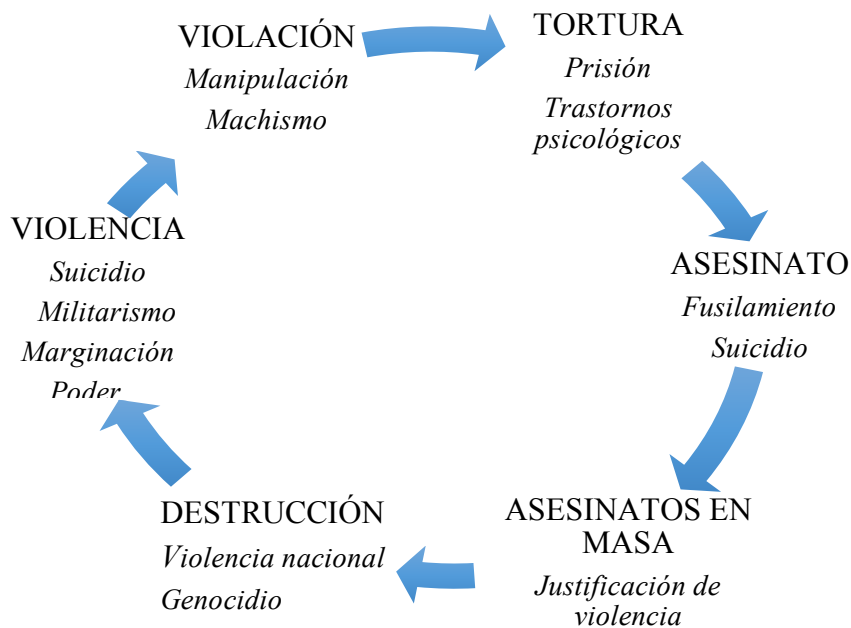 VIOLACIÓN
Manipulación
Machismo
TORTURA
Prisión
Trastornos
psicológicos
ASESINATO
Fusilamiento
Suicidio
ASESINATOS EN
MASA
Justificación de
violencia
DESTRUCCIÓN
Violencia nacional
Genocidio
VIOLENCIA
Suicidio
Militarismo
Marginación
Poder